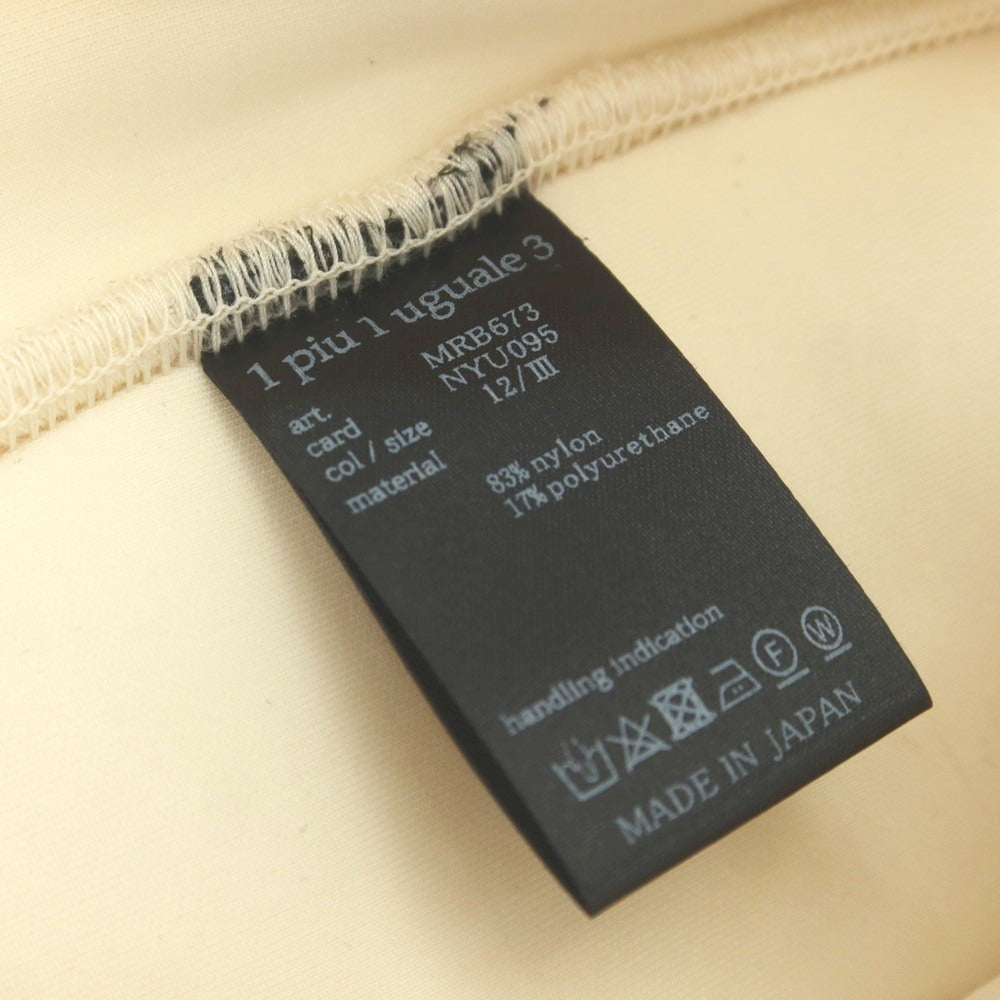 1 piu 1 uguale 3
art. MRB673
card NYU095
col / size 12/III
material 83% nylon
17% polyurethane
handling indication
F W
MADE IN JAPAN